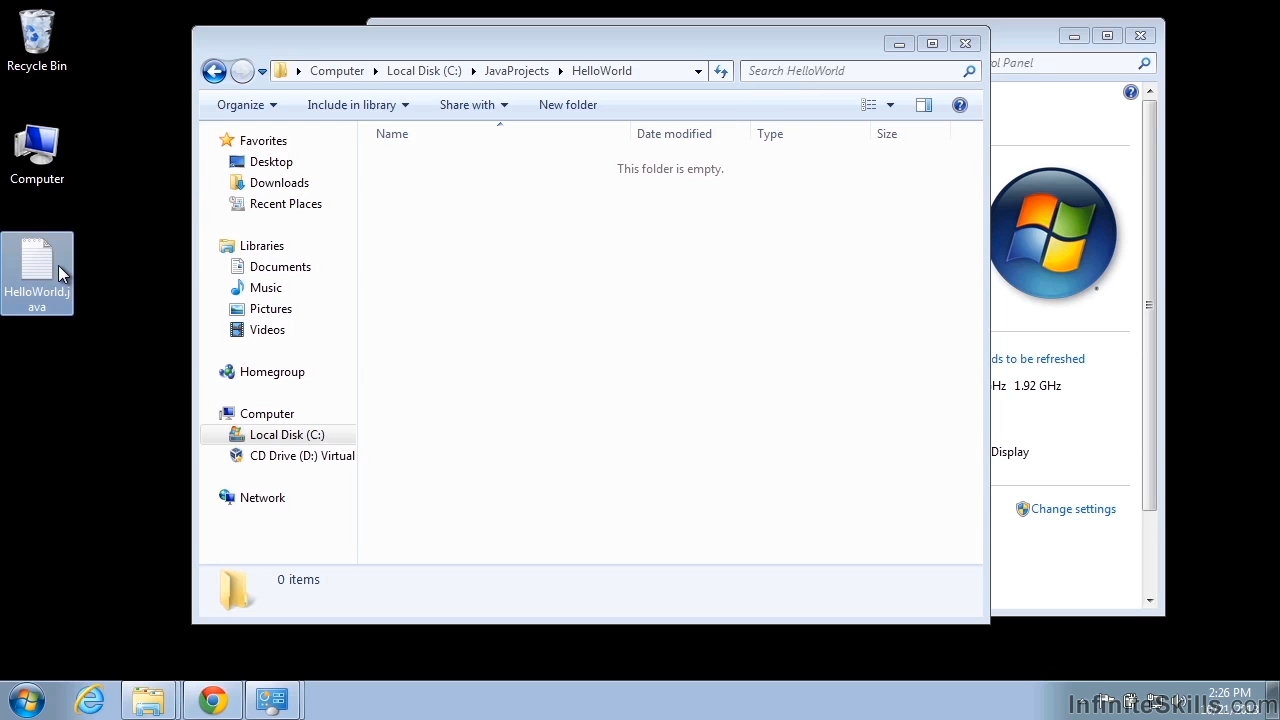 Recycle Bin
Computer
HelloWorld.j
ava
Computer Local Disk (C:) JavaProjects HelloWorld
Search HelloWorld
Organize Include in library Share with New folder
Name Date modified Type Size
This folder is empty.
Favorites
Desktop
Downloads
Recent Places
Libraries
Documents
Music
Pictures
Videos
Homegroup
Computer
Local Disk (C:)
CD Drive (D:) Virtual
Network
0 items
ol Panel
ds to be refreshed
Hz 1.92 GHz
Display
Change settings
2:26 PM
InfiniteSkills.com